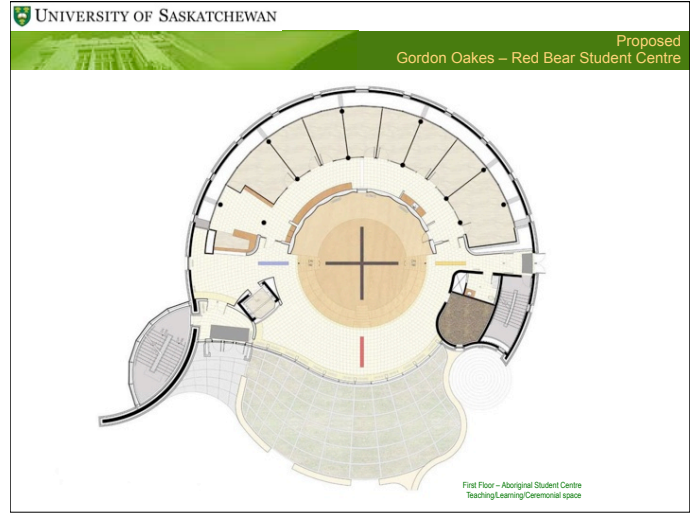 UNIVERSITY OF SASKATCHEWAN
Proposed
Gordon Oakes – Red Bear Student Centre
First Floor – Aboriginal Student Centre
Teaching/Learning/Ceremonial space